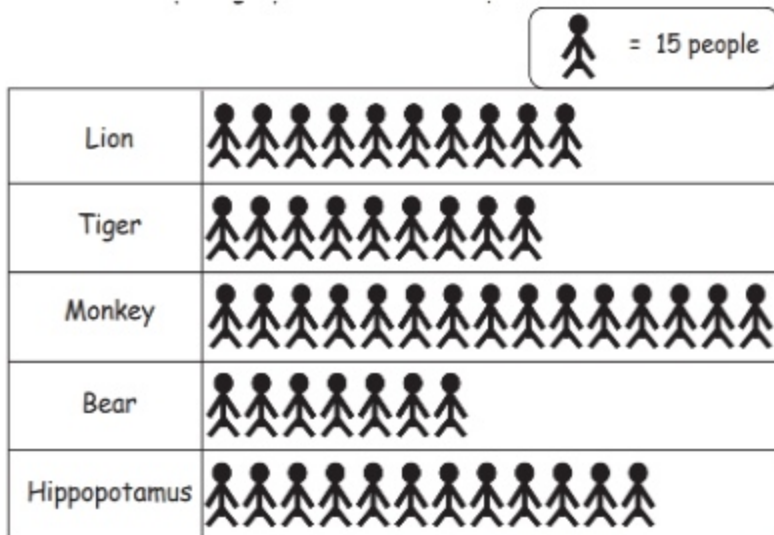 = 15 people
Lion
Tiger
Monkey
Bear
Hippopotamus